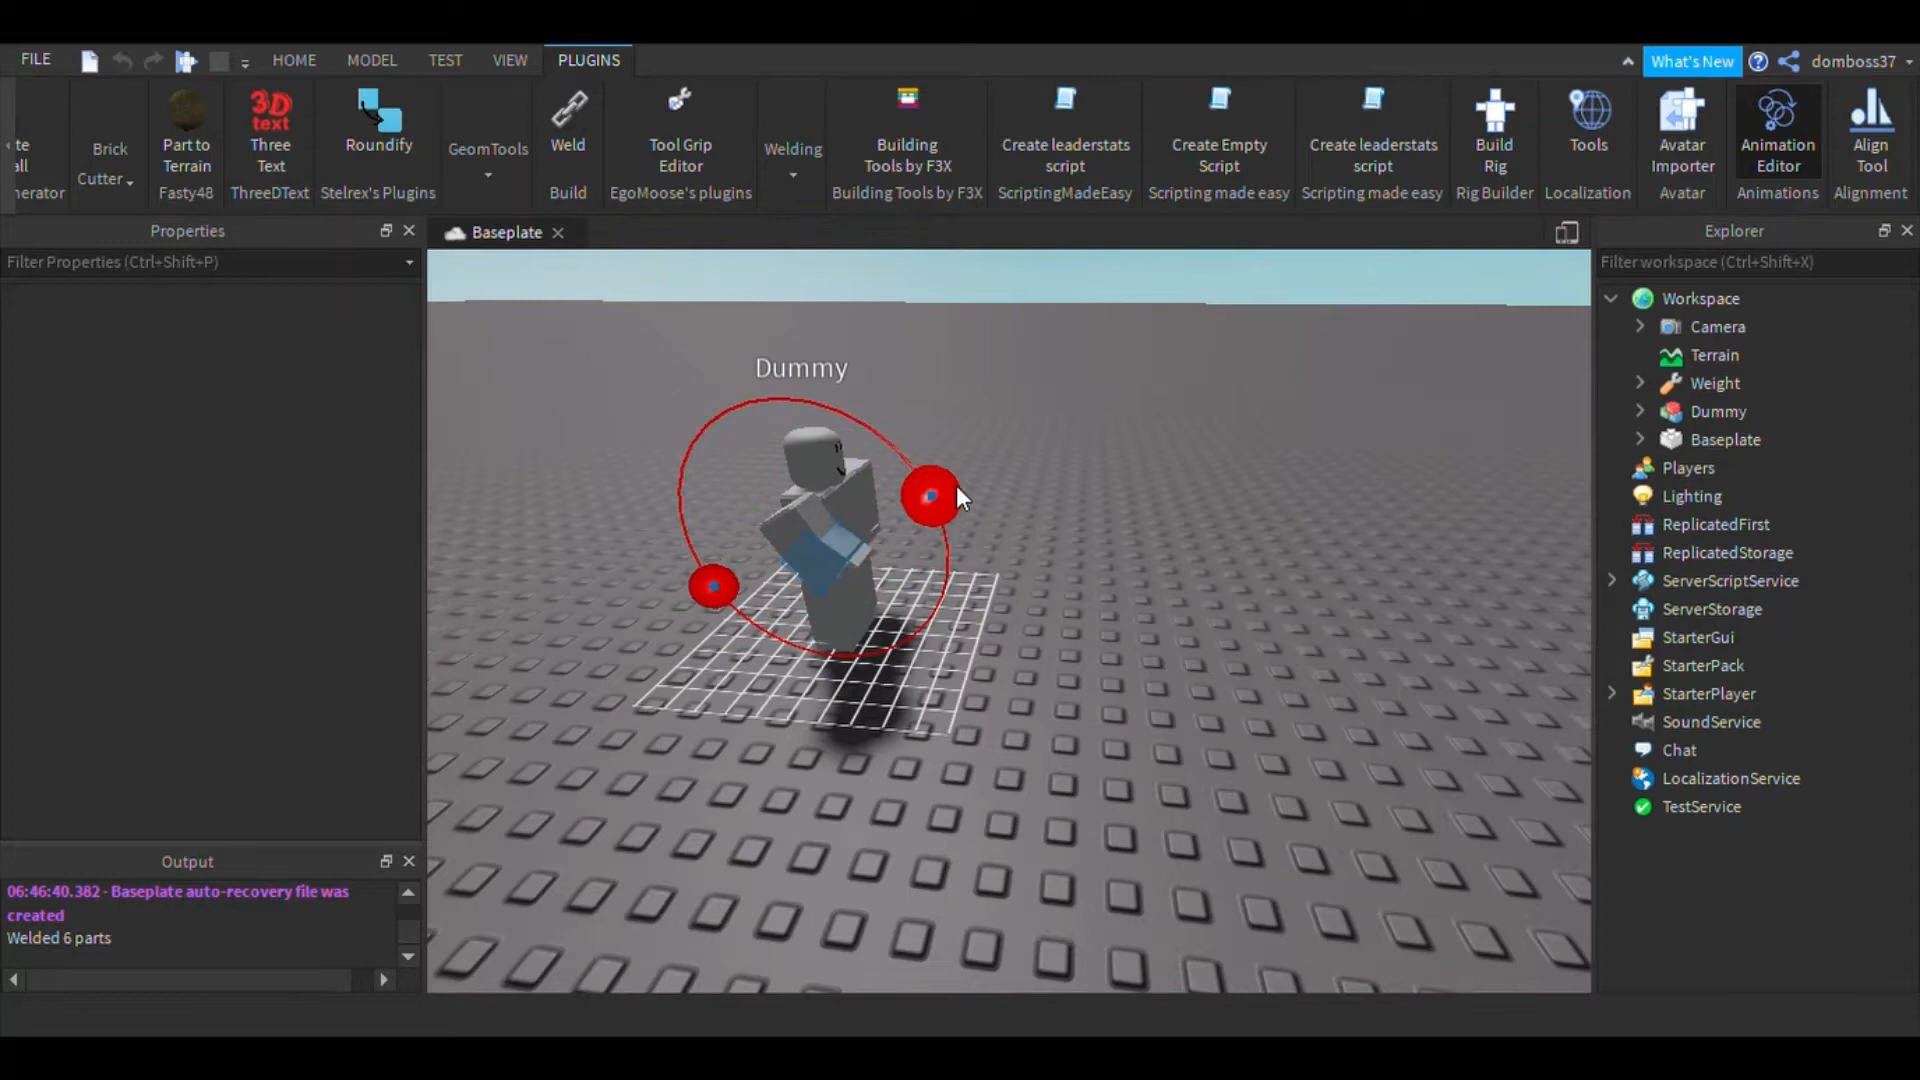 FILE
HOME
MODEL
TEST
VIEW
PLUGINS
What's New
domboss37
te
all
nerator
Brick
Cutter
Part to
Terrain
Fasty48
3D
text
Three
Text
ThreeDText
Roundify
Stelrex's Plugins
GeomTools
Weld
Build
Tool Grip
Editor
EgoMoose's plugins
Welding
Building
Tools by F3X
Building Tools by F3X
Create leaderstats
script
ScriptingMadeEasy
Create Empty
Script
Scripting made easy
Create leaderstats
script
Scripting made easy
Build
Rig
Rig Builder
Tools
Localization
Avatar
Importer
Avatar
Animation
Editor
Animations
Align
Tool
Alignment
Properties
Filter Properties (Ctrl+Shift+P)
Baseplate
Dummy
Explorer
Filter workspace (Ctrl+Shift+X)
Workspace
Camera
Terrain
Weight
Dummy
Baseplate
Players
Lighting
ReplicatedFirst
ReplicatedStorage
ServerScriptService
ServerStorage
StarterGui
StarterPack
StarterPlayer
SoundService
Chat
LocalizationService
TestService
Output
06:46:40.382 - Baseplate auto-recovery file was
created
Welded 6 parts